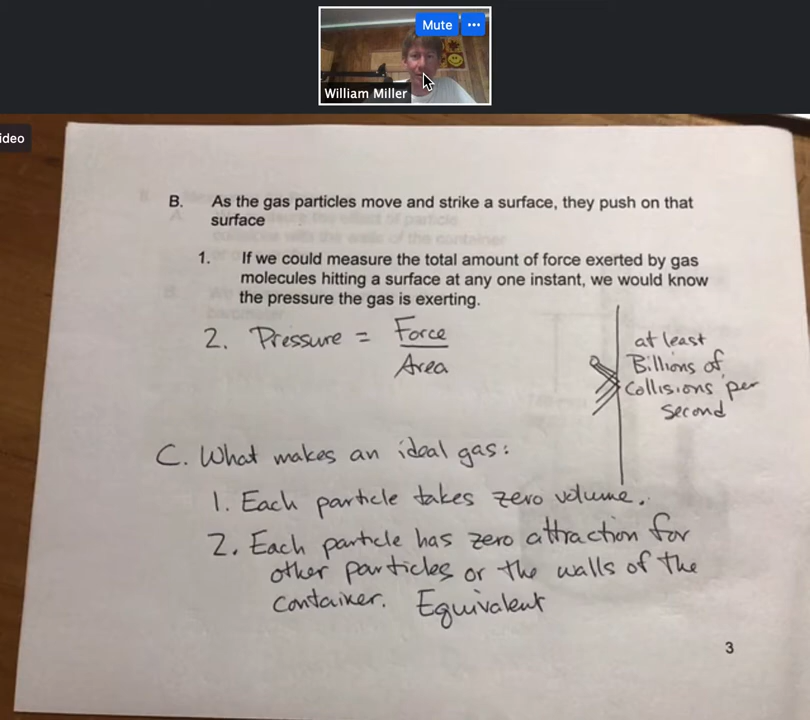 Mute
William Miller
ideo
B. As the gas particles move and strike a surface, they push on that
surface
1. If we could measure the total amount of force exerted by gas
molecules hitting a surface at any one instant, we would know
the pressure the gas is exerting.
2. Pressure = Force
Area
at least
Billions of
Collisions per
second
C. What makes an ideal gas:
1. Each particle takes zero volume.
2. Each particle has zero attraction for
other particles or the walls of the
container. Equivalent
3